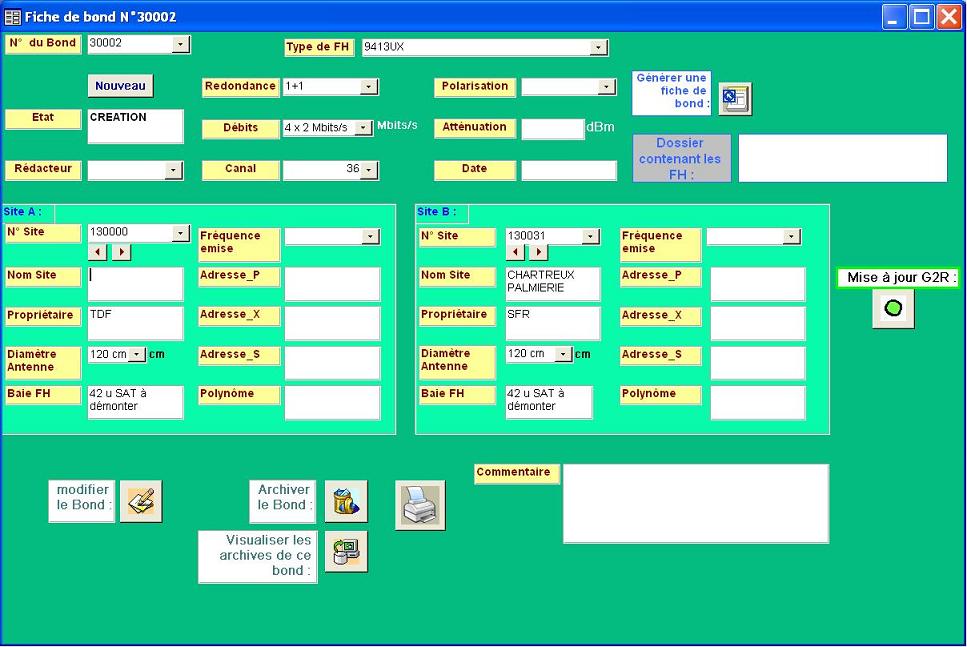 Fiche de bond N°30002
N° du Bond 30002
Type de FH 9413UX
Nouveau
Redondance 1+1
Polarisation
Générer une
fiche de
bond :
Etat CREATION
Débits 4 x 2 Mbits/s Mbits/s
Atténuation dBm
Dossier
contenant les
FH :
Rédacteur
Canal 36
Date
Site A :
N° Site 130000
Fréquence
emise
Nom Site
Adresse_P
Propriétaire TDF
Adresse_X
Diamètre
Antenne
120 cm cm
Adresse_S
Baie FH
42 u SAT à
démonter
Polynôme
Site B :
N° Site 130031
Fréquence
emise
Nom Site
CHARTREUX
PALMIERIE
Adresse_P
Propriétaire SFR
Adresse_X
Diamètre
Antenne
120 cm cm
Adresse_S
Baie FH
42 u SAT à
démonter
Polynôme
Mise à jour G2R :
modifier
le Bond :
Archiver
le Bond :
Visualiser les
archives de ce
bond :
Commentaire